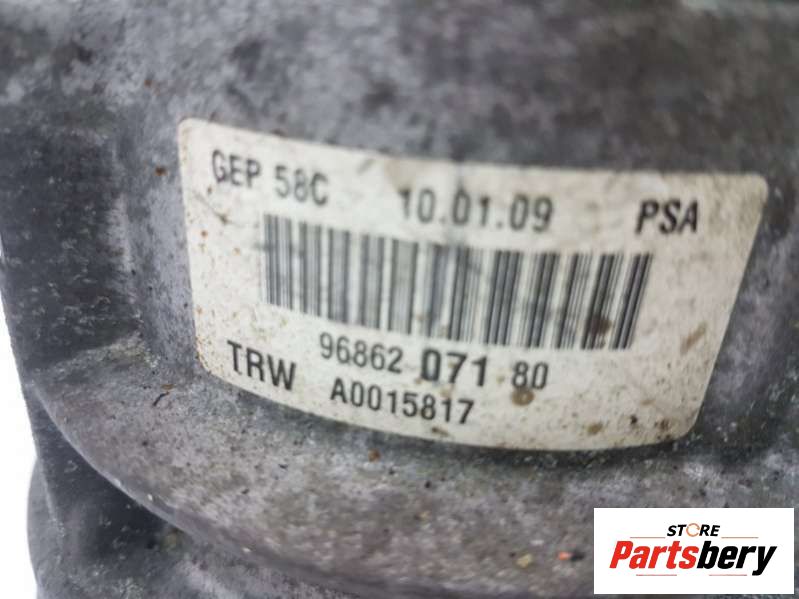 GEP 58C 10.01.09 PSA
96862 071 80
TRW A0015817
STORE
Partsbery